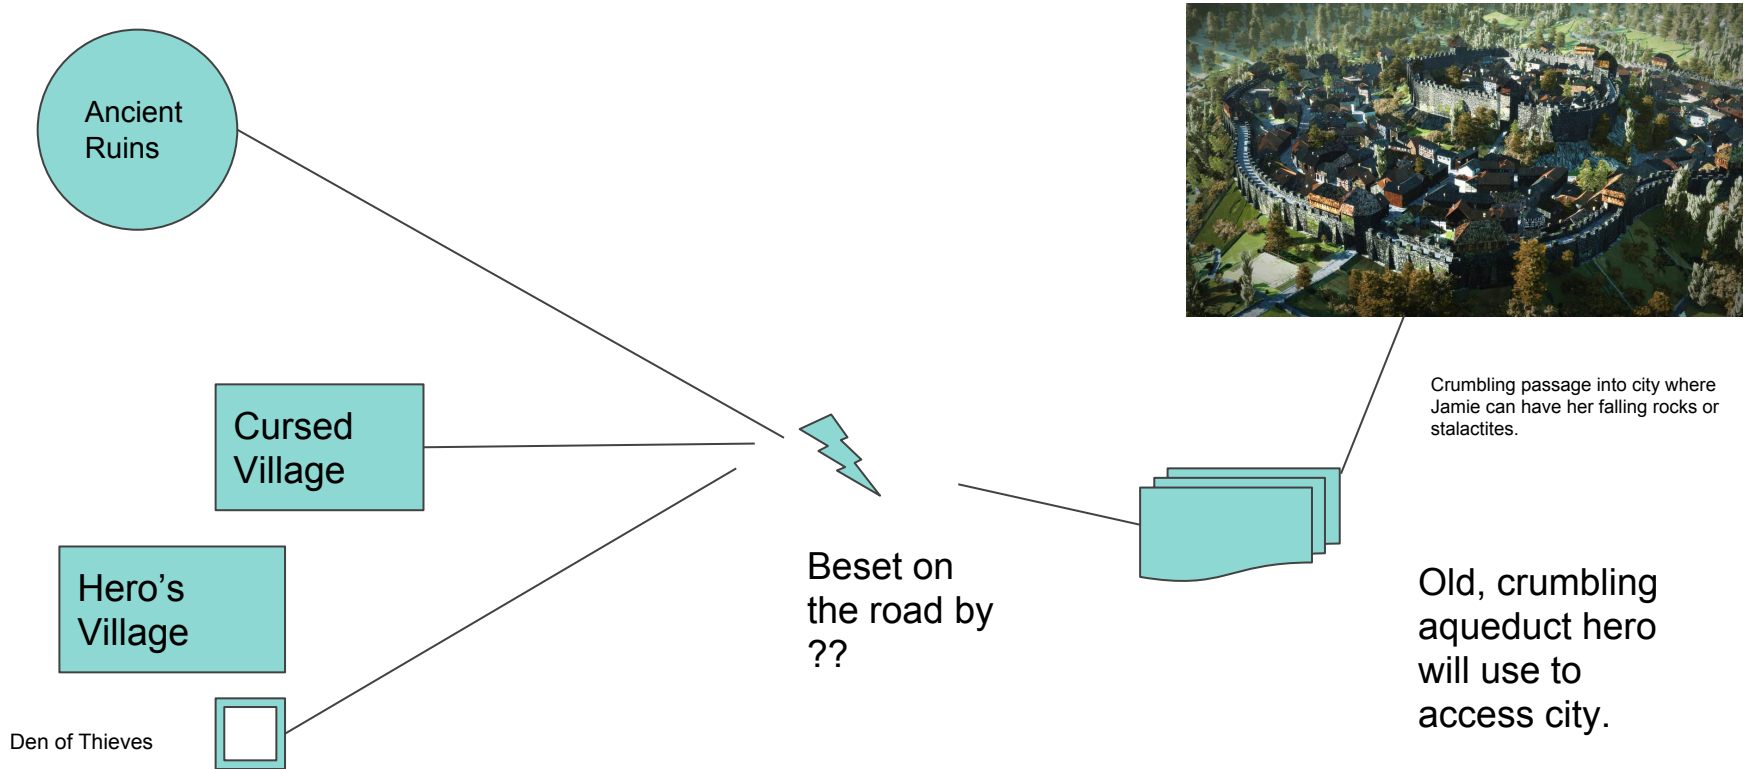 Ancient
Ruins
Cursed
Village
Hero's
Village
Den of Thieves
Beset on
the road by
??
Crumbling passage into city where
Jamie can have her falling rocks or
stalactites.
Old, crumbling
aqueduct hero
will use to
access city.